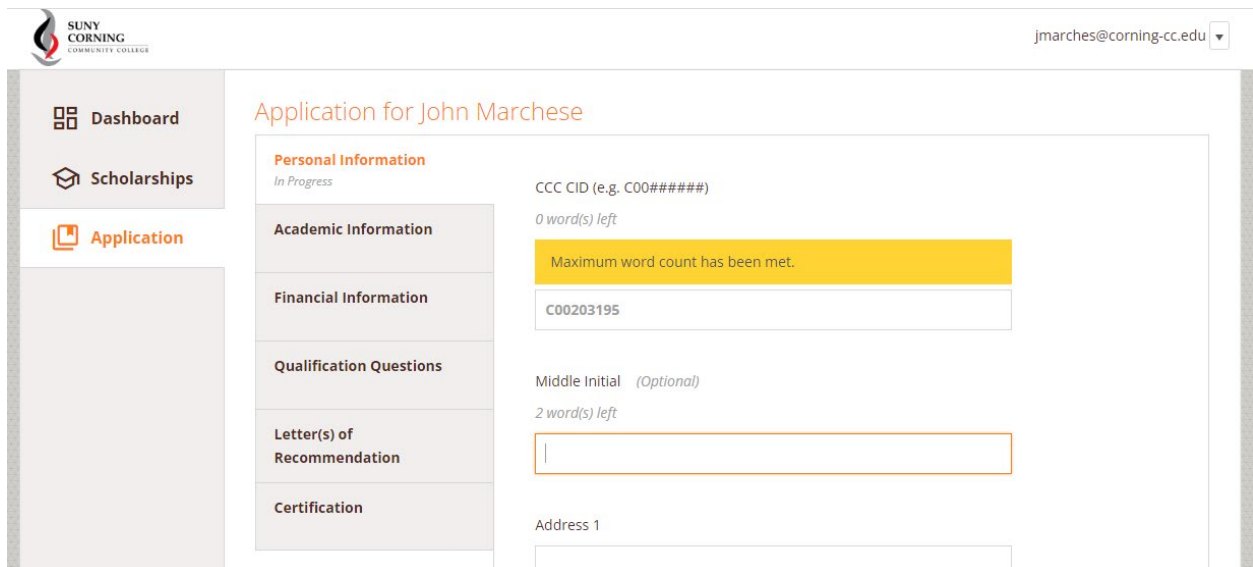 SUNY
CORNING
COMMUNITY COLLEGE
jmarches@corning-cc.edu
Dashboard
Scholarships
Application
Application for John Marchese
Personal Information
In Progress
Academic Information
Financial Information
Qualification Questions
Letter(s) of
Recommendation
Certification
CCC CID (e.g. C00######)
0 word(s) left
Maximum word count has been met.
C00203195
Middle Initial (Optional)
2 word(s) left
Address 1